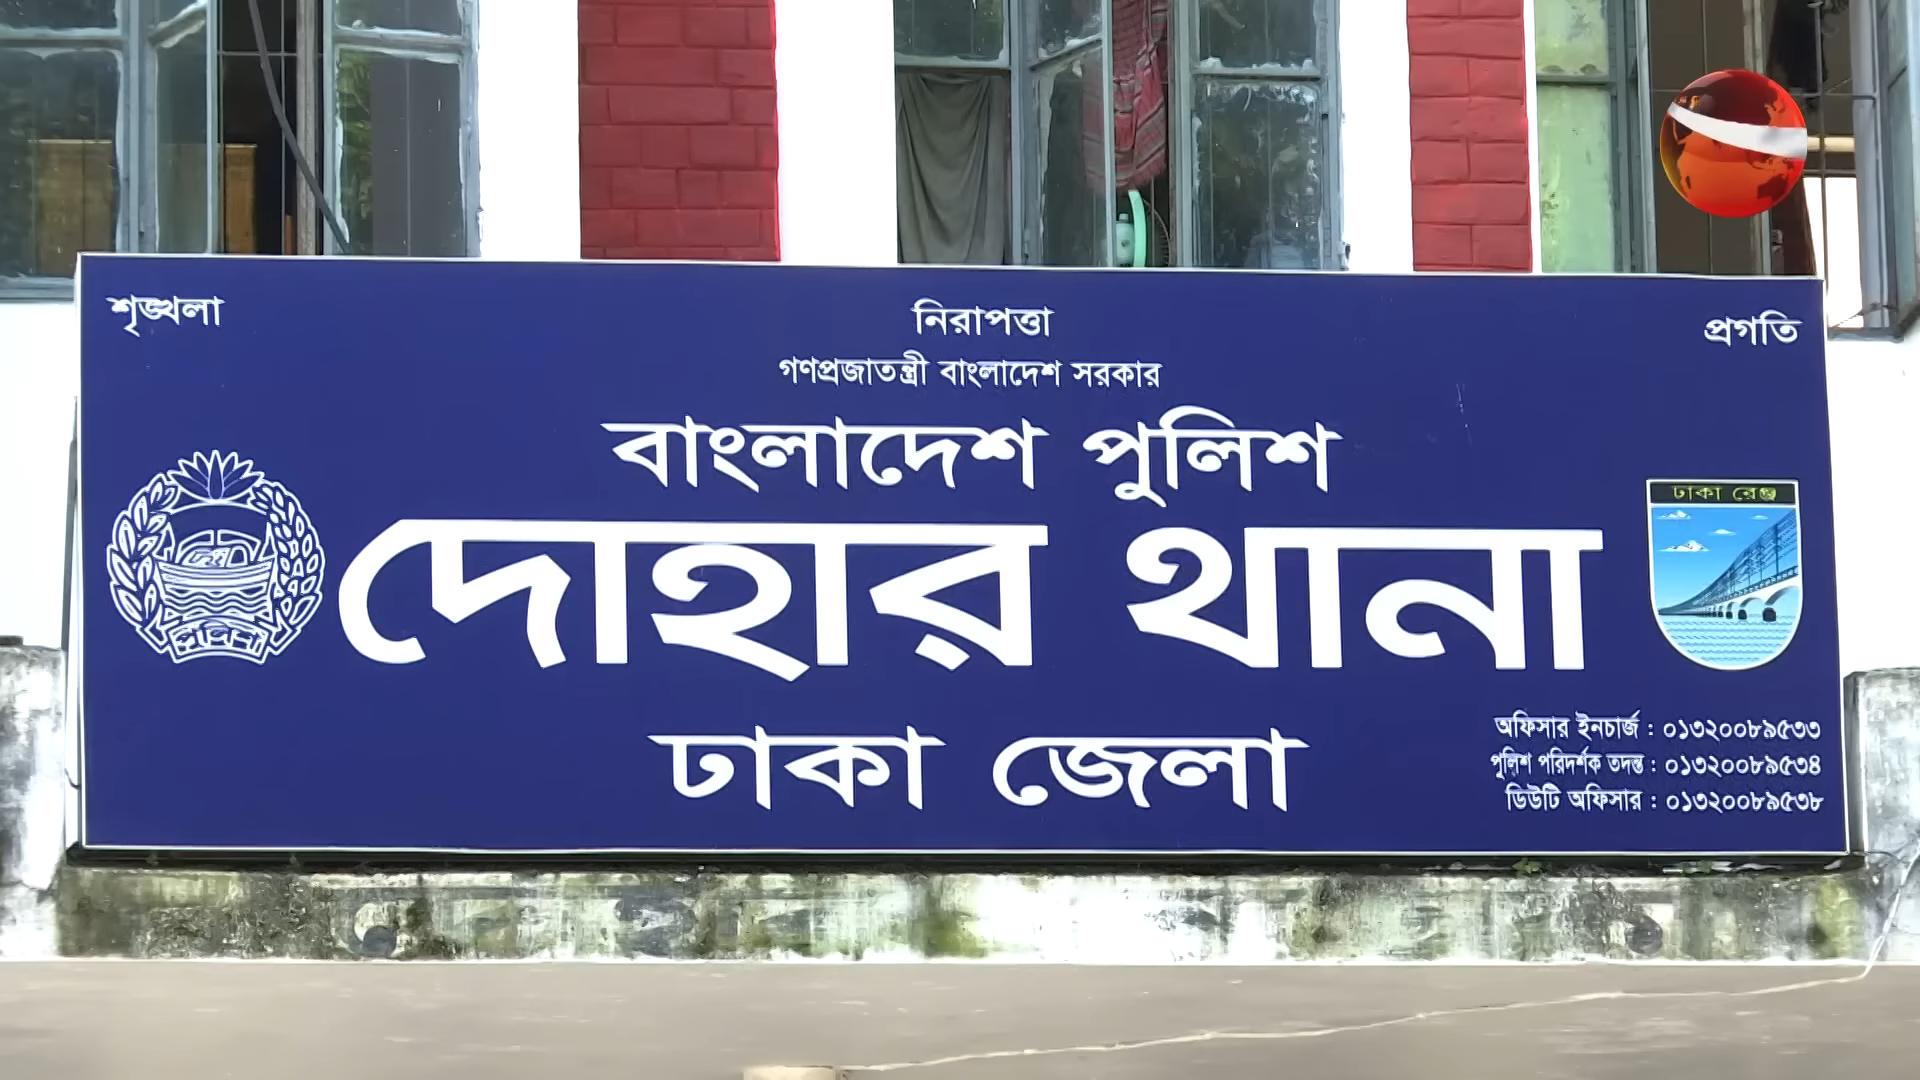 শৃঙ্খলা নিরাপত্তা প্রগতি
গণপ্রজাতন্ত্রী বাংলাদেশ সরকার
বাংলাদেশ পুলিশ
দোহার থানা
ঢাকা জেলা
পুলিশ
ঢাকা রেঞ্জ
অফিসার ইনচার্জ : ০১৩২০০৮৯৫৩৩
পুলিশ পরিদর্শক তদন্ত : ০১৩২০০৮৯৫৩৪
ডিউটি অফিসার : ০১৩২০০৮৯৫৩৮